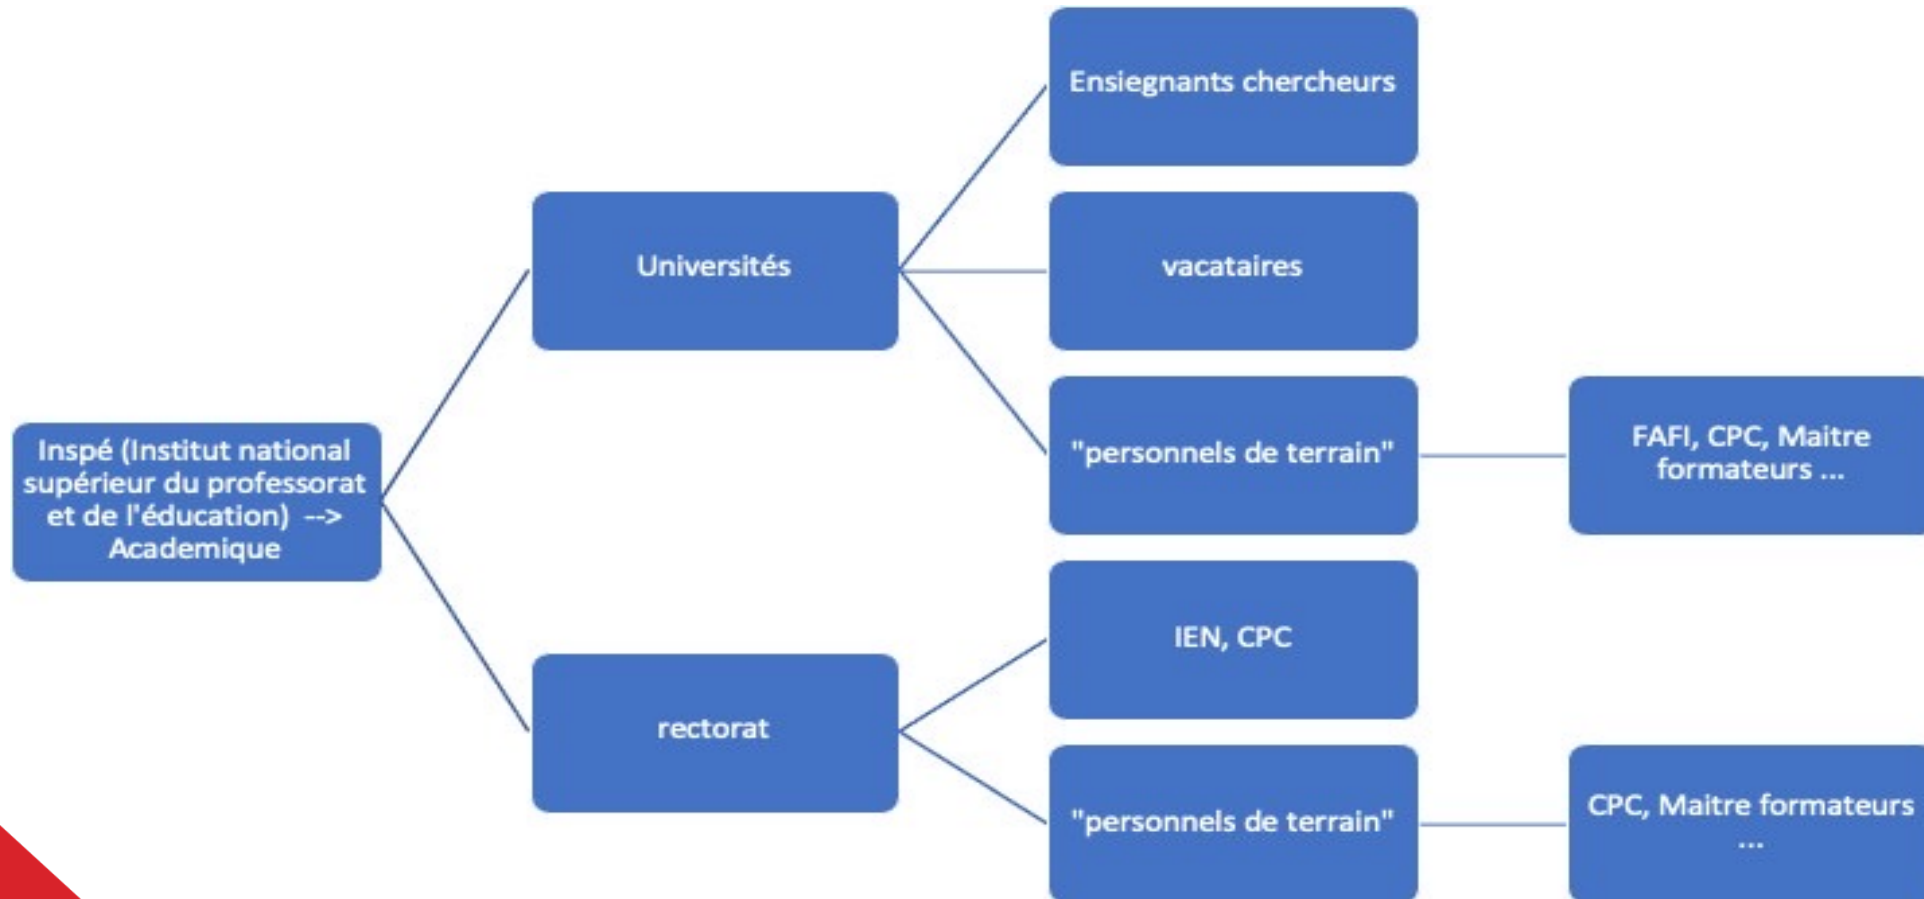 Ensiegnants chercheurs
Universités
vacataires
"personnels de terrain"
FAFI, CPC, Maitre
formateurs ...
Inspé (Institut national
supérieur du professorat
et de l'éducation) -->
Academique
IEN, CPC
rectorat
"personnels de terrain"
CPC, Maitre formateurs
...